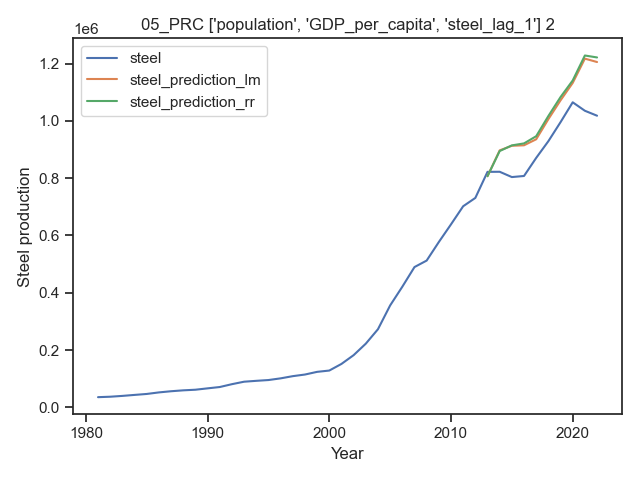 05_PRC ['population', 'GDP_per_capita', 'steel_lag_1'] 2
1e6
steel
steel_prediction_lm
steel_prediction_rr
1.2
1.0
0.8
0.6
0.4
0.2
0.0
Steel production
1980 1990 2000 2010 2020
Year